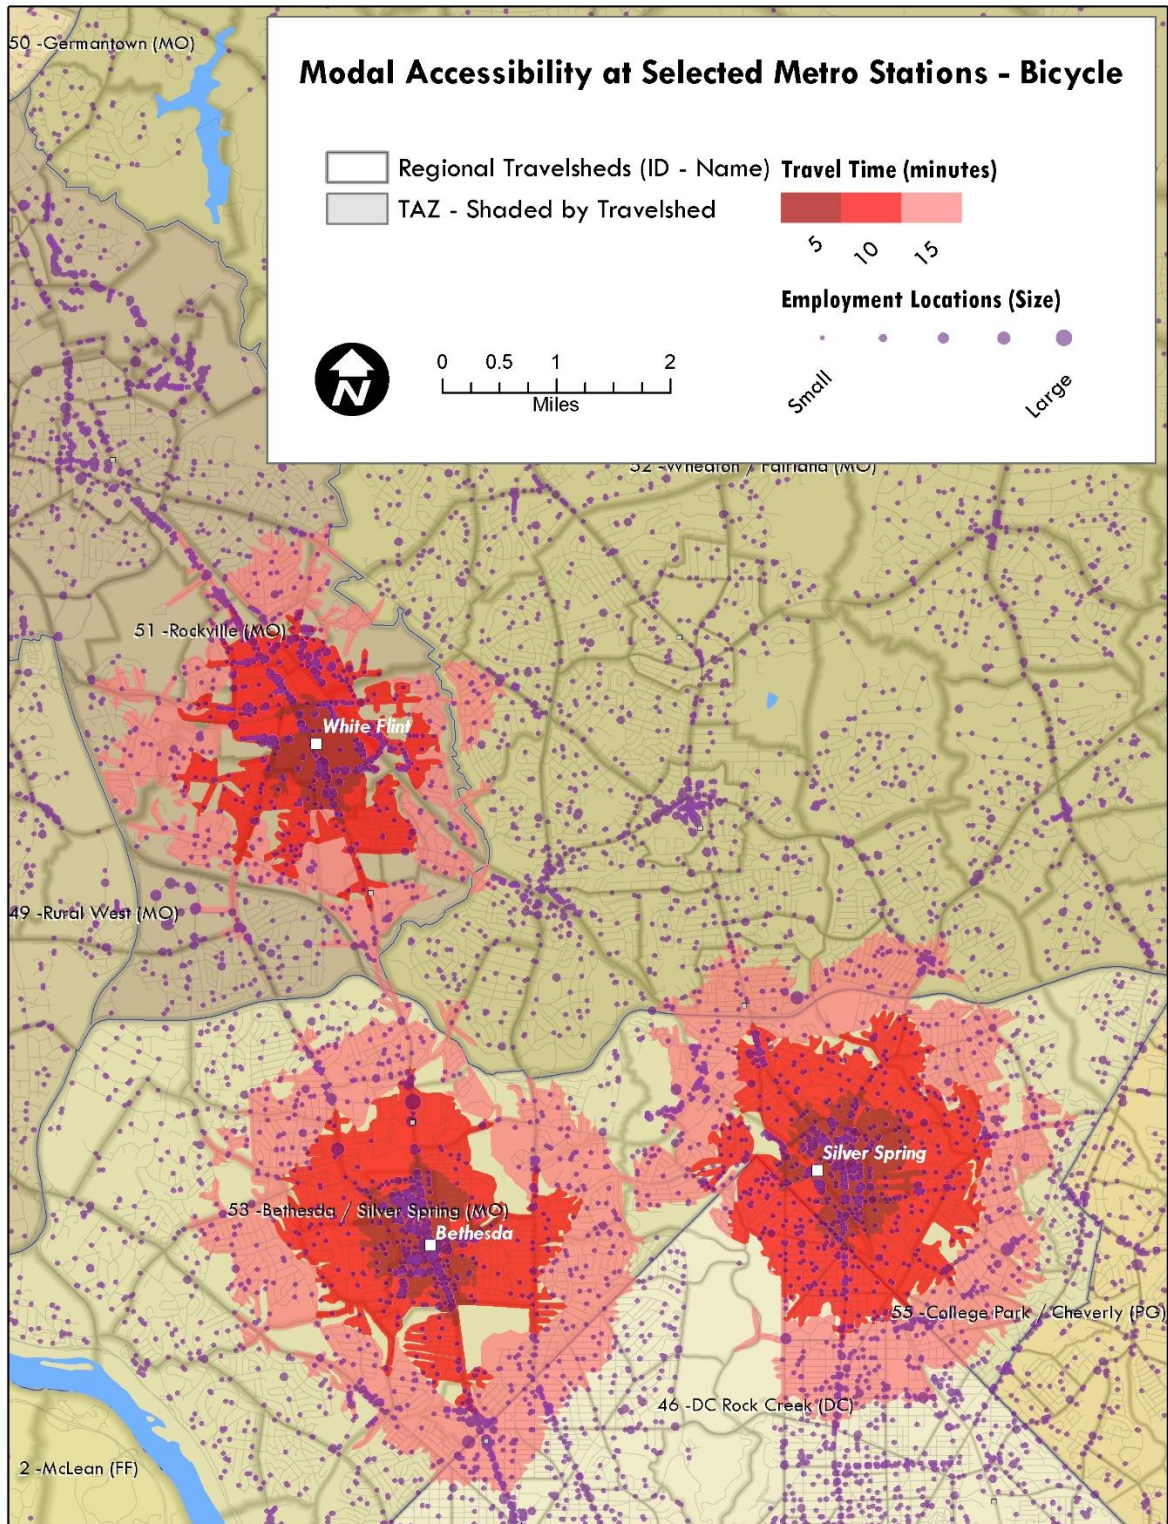 50 -Germantown (MO)
Modal Accessibility at Selected Metro Stations - Bicycle
Regional Travelsheds (ID - Name)
TAZ - Shaded by Travelshed
Travel Time (minutes)
5
10
15
Employment Locations (Size)
Small
Large
N
0 0.5 1 2
Miles
52 -Wheaton / Fairland (MO)
51 -Rockville (MO)
White Flint
49 -Rural West (MO)
Silver Spring
53 -Bethesda / Silver Spring (MO)
Bethesda
55 -College Park / Cheverly (PG)
46 -DC Rock Creek (DC)
2 -McLean (FF)